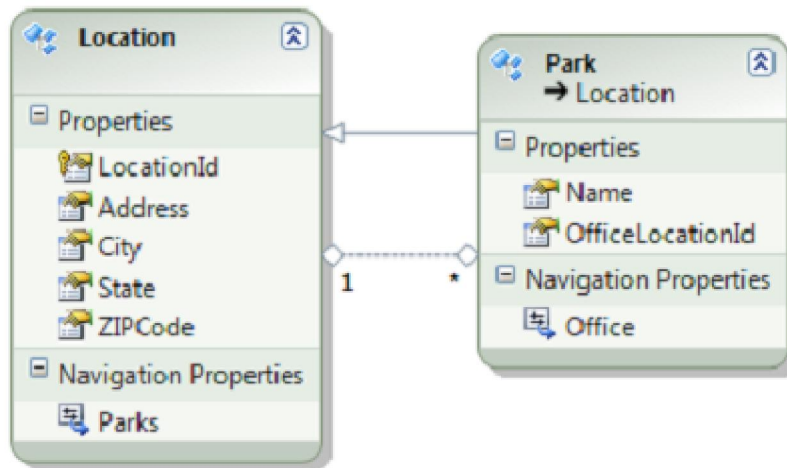 Location
Properties
LocationId
Address
City
State
ZIPCode
Navigation Properties
Parks
1
*
Park
→ Location
Properties
Name
OfficeLocationId
Navigation Properties
Office